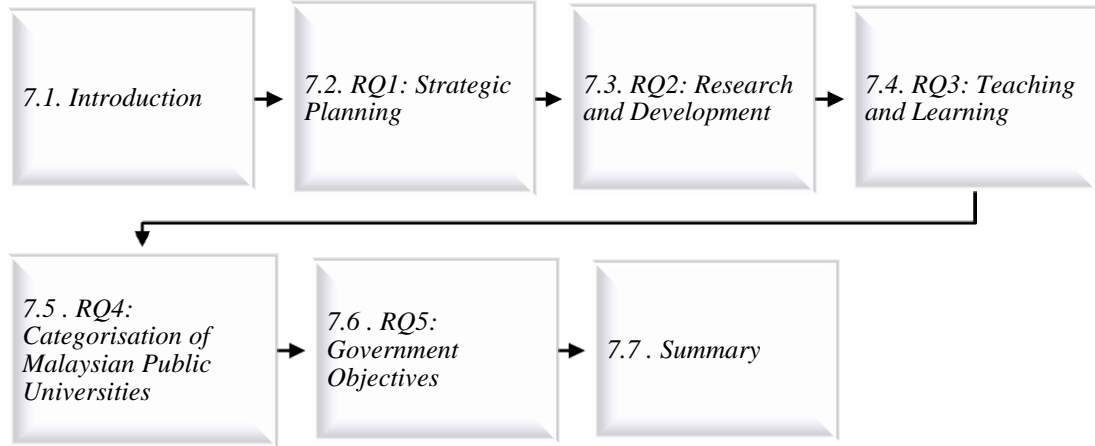 7.1. Introduction
7.2. RQ1: Strategic
Planning
7.3. RQ2: Research
and Development
7.4. RQ3: Teaching
and Learning
7.5 . RQ4:
Categorisation of
Malaysian Public
Universities
7.6 . RQ5:
Government
Objectives
7.7 . Summary